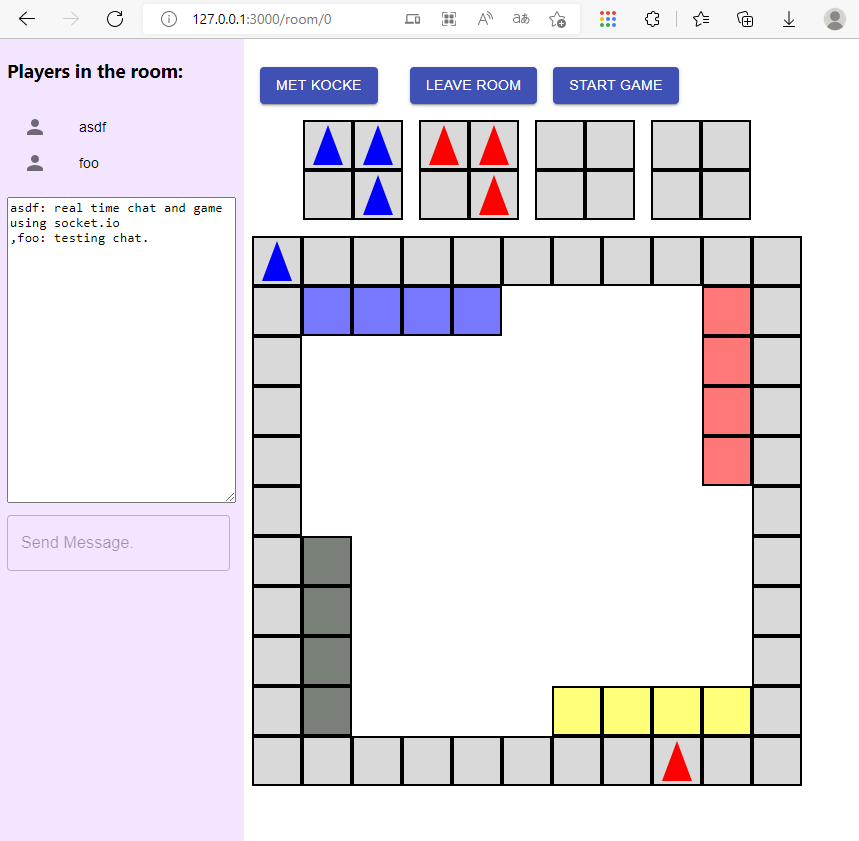 127.0.0.1:3000/room/0
Players in the room:
asdf
foo
asdf: real time chat and game
using socket.io
,foo: testing chat.
Send Message.
MET KOCKE
LEAVE ROOM
START GAME